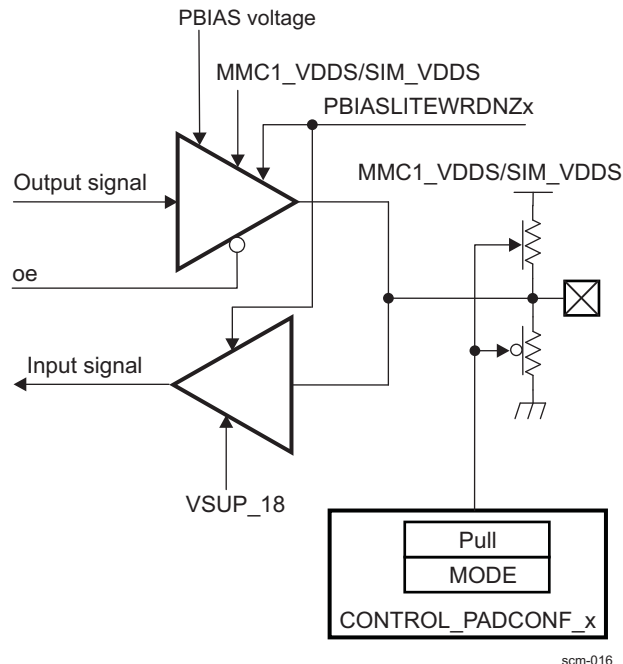 PBIAS voltage
MMC1_VDDS/SIM_VDDS
PBIASLITEWRDNZx
MMC1_VDDS/SIM_VDDS
Output signal
oe
Input signal
VSUP_18
Pull
MODE
CONTROL_PADCONF_x
scm-016